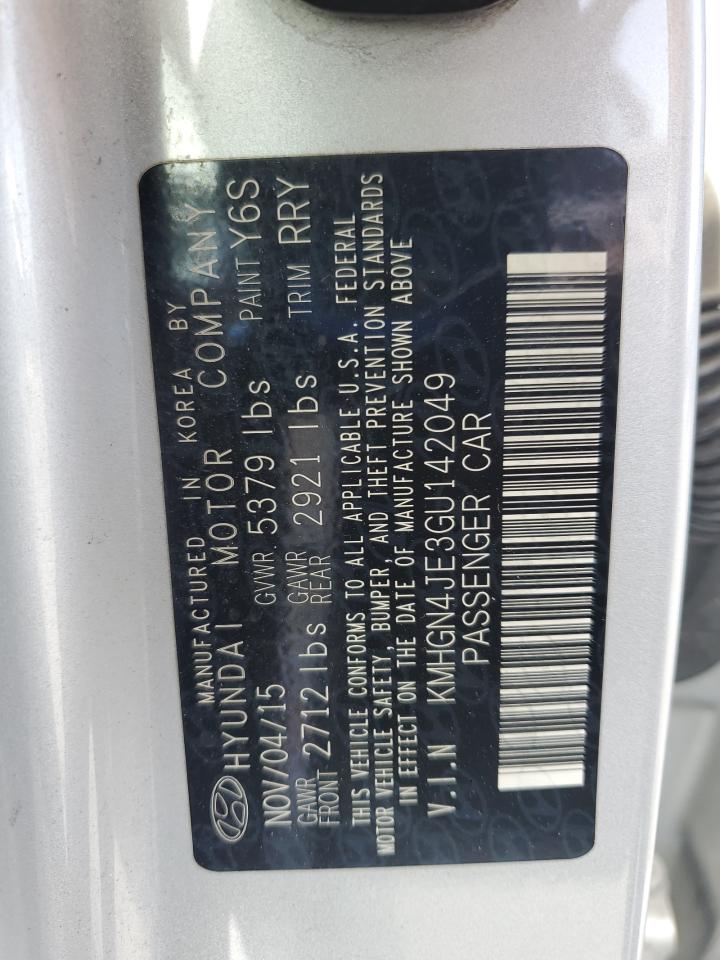 MANUFACTURED IN KOREA BY
HYUNDAI MOTOR COMPANY
NOV/04/15 GVWR 5379 lbs PAINT Y6S
GAWR FRONT 2712 lbs GAWR REAR 2921 lbs TRIM RRY
THIS VEHICLE CONFORMS TO ALL APPLICABLE U.S.A. FEDERAL
MOTOR VEHICLE SAFETY, BUMPER, AND THEFT PREVENTION STANDARDS
IN EFFECT ON THE DATE OF MANUFACTURE SHOWN ABOVE
V.I.N KMHGN4JE3GU142049
PASSENGER CAR